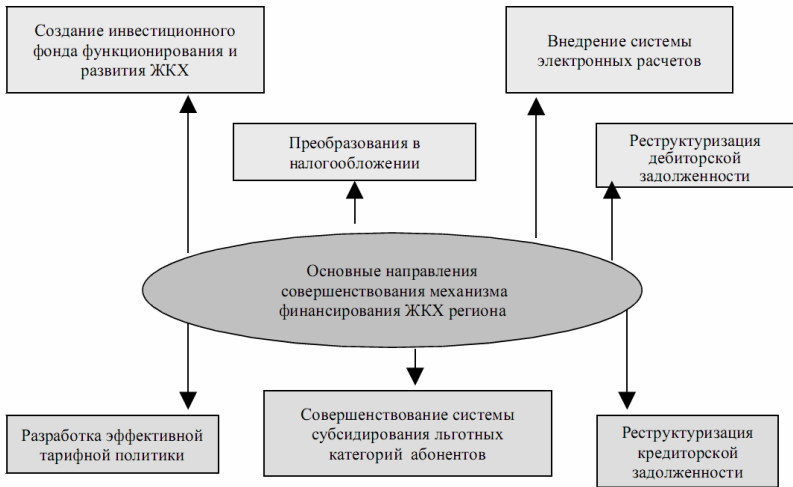 Создание инвестиционного
фонда функционирования и
развития ЖКХ
Внедрение системы
электронных расчетов
Преобразования в
налогообложении
Реструктуризация
дебиторской
задолженности
Основные направления
совершенствования механизма
финансирования ЖКХ региона
Разработка эффективной
тарифной политики
Совершенствование системы
субсидирования льготных
категорий абонентов
Реструктуризация
кредиторской
задолженности